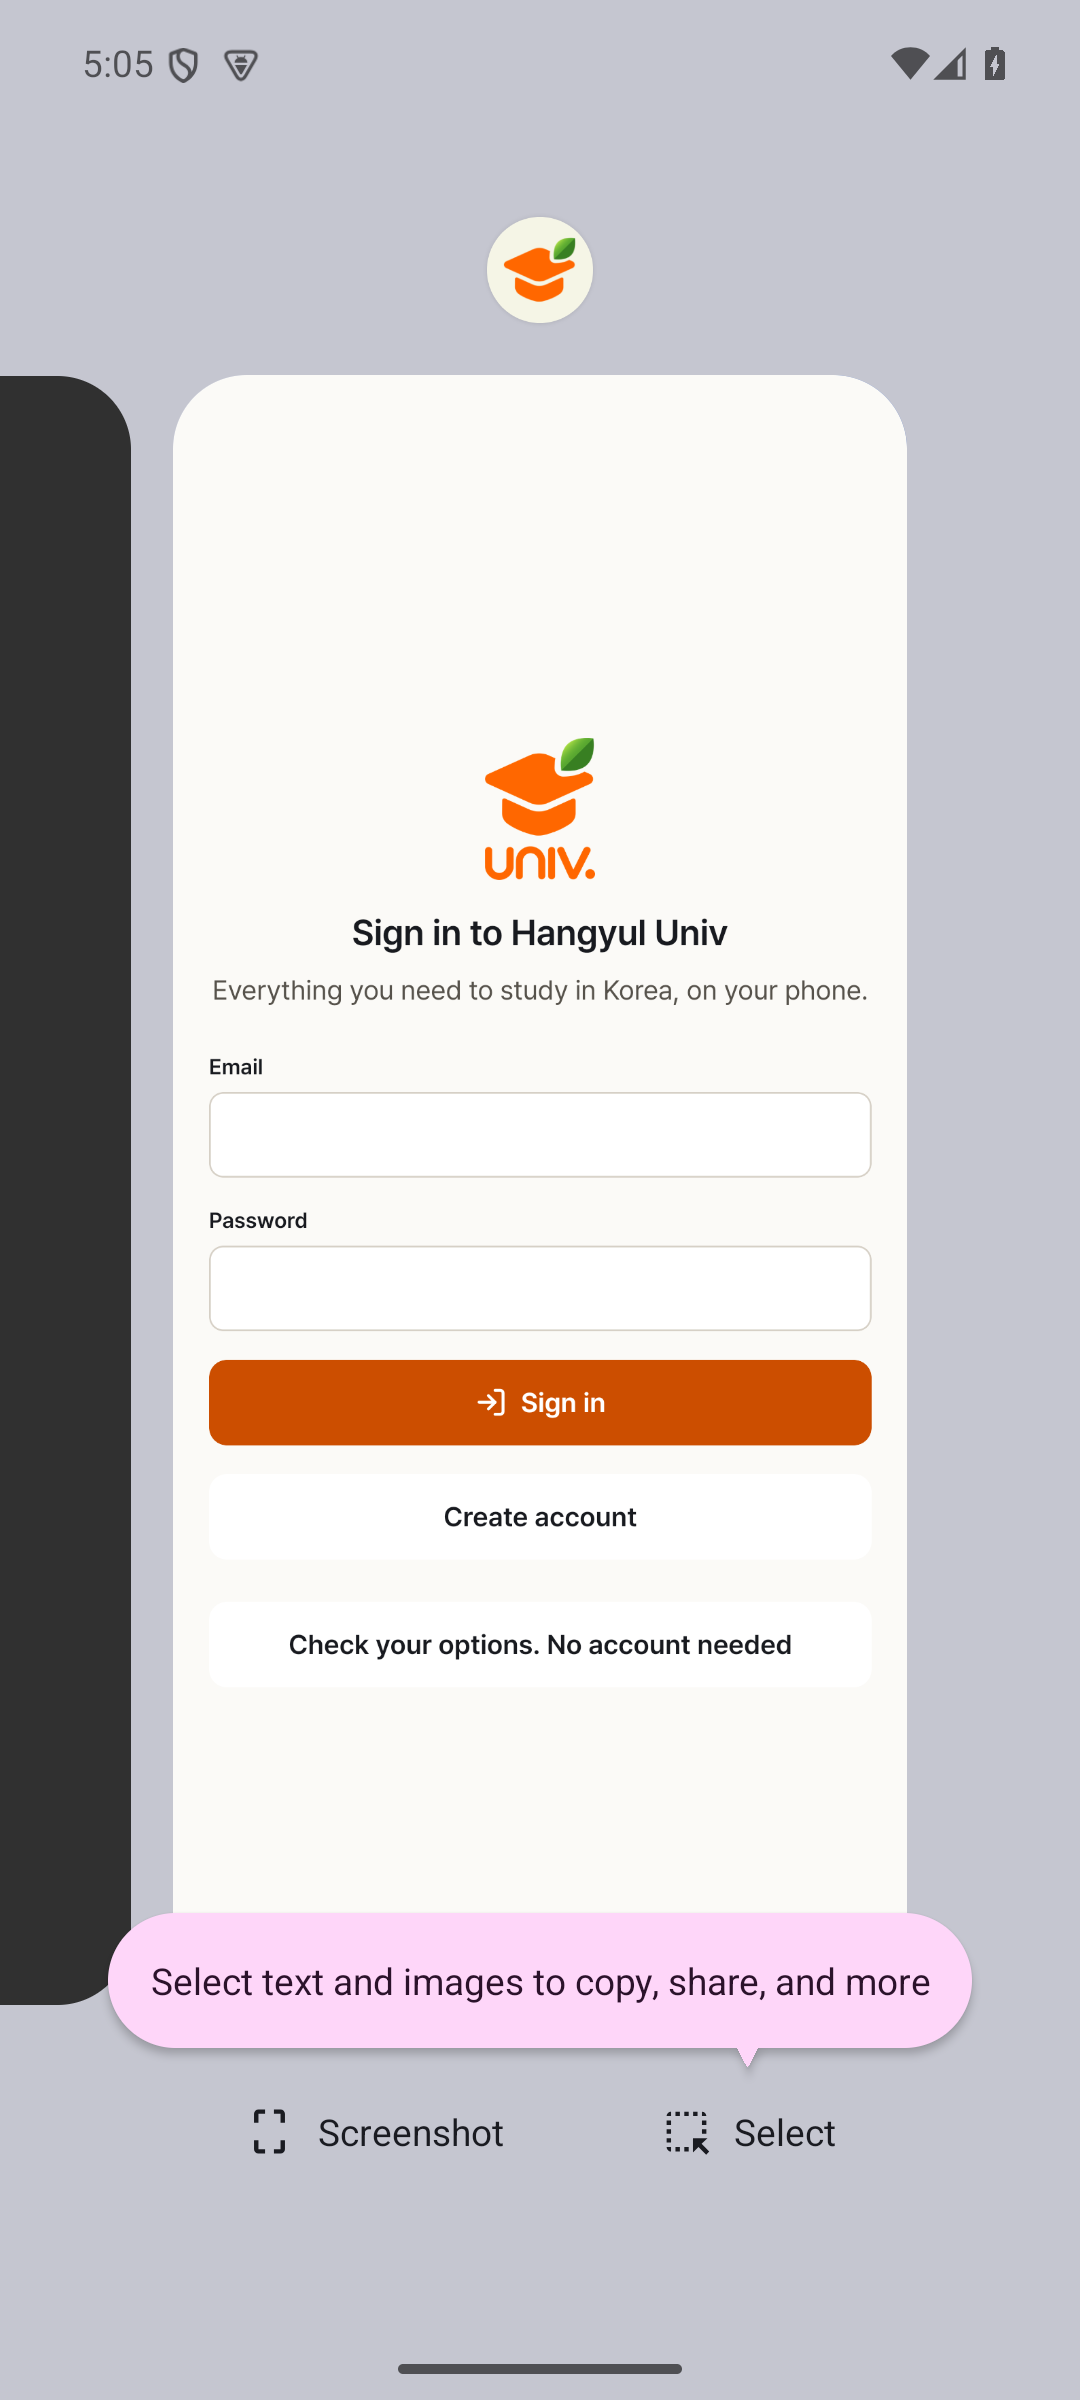 5:05
UNIV.
Sign in to Hangyul Univ
Everything you need to study in Korea, on your phone.
Email
Password
Sign in
Create account
Check your options. No account needed
Select text and images to copy, share, and more
Screenshot
Select